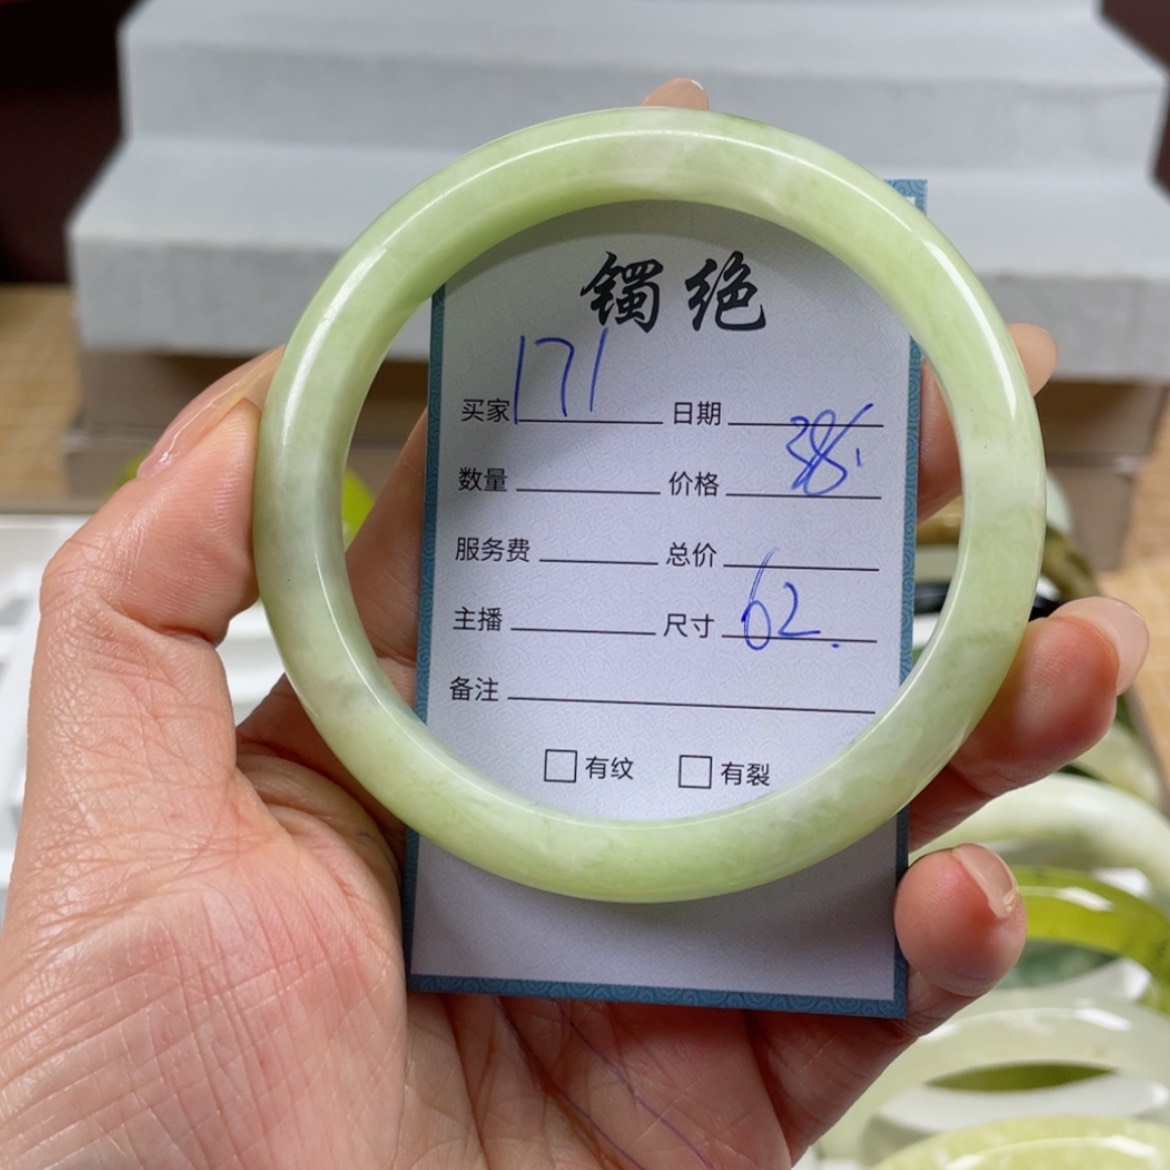 镯绝
买家 171 日期
数量 价格 38
服务费 总价
主播 尺寸 62.
备注
有纹 有裂